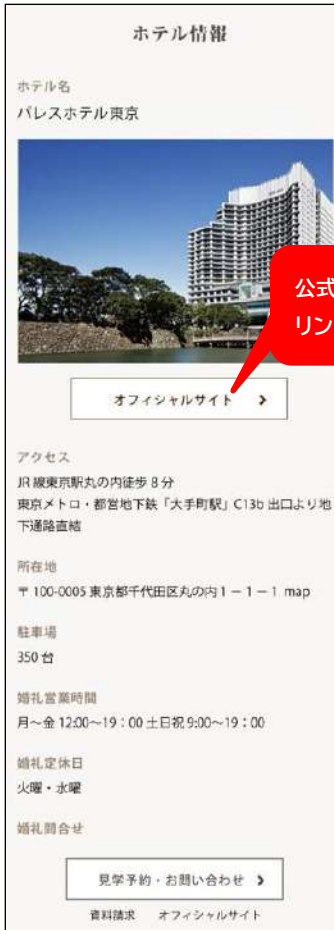 ホテル情報
ホテル名
パレスホテル東京
公式
リン
オフィシャルサイト
アクセス
JR線東京駅丸の内徒歩8分
東京メトロ・都営地下鉄「大手町駅」C13b出口より地
下通路直結
所在地
〒100-0005 東京都千代田区丸の内1－1－1 map
駐車場
350台
婚礼営業時間
月～金 12:00～19：00 土日祝 9:00～19：00
婚礼定休日
火曜・水曜
婚礼問合せ
見学予約・お問い合わせ
資料請求 オフィシャルサイト